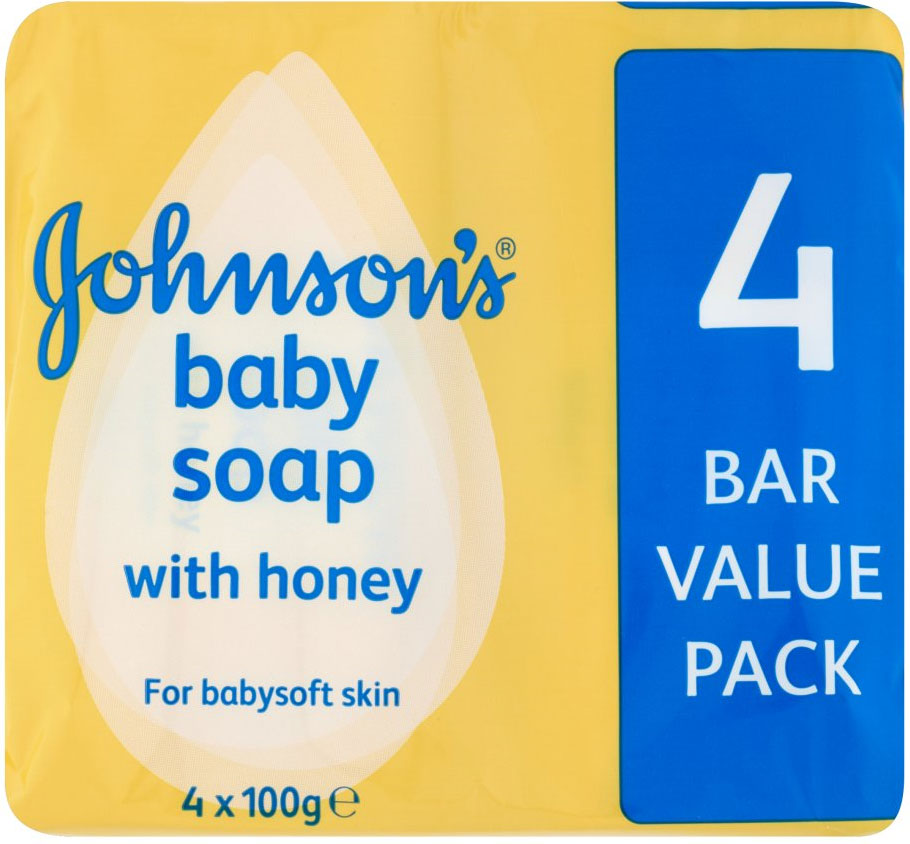 Johnson's®
baby
soap
with honey
For babysoft skin
4 x 100g ℮
4
BAR
VALUE
PACK